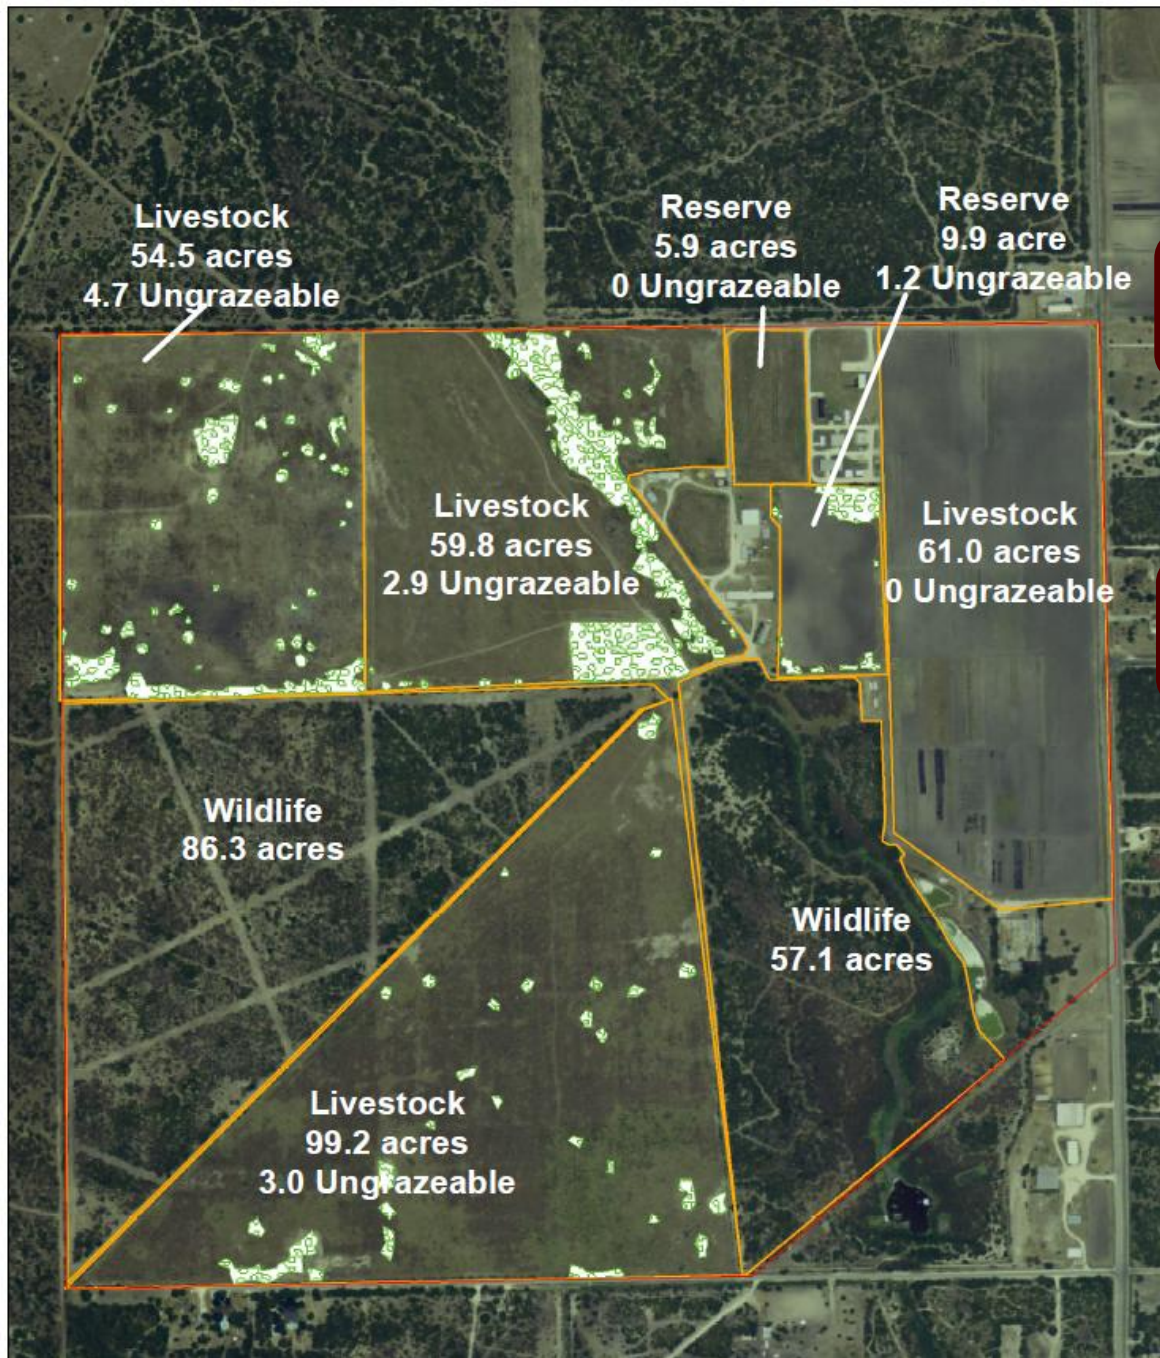 Livestock
54.5 acres
4.7 Ungrazeable
Reserve
5.9 acres
0 Ungrazeable
Reserve
9.9 acre
1.2 Ungrazeable
Livestock
59.8 acres
2.9 Ungrazeable
Livestock
61.0 acres
0 Ungrazeable
Wildlife
86.3 acres
Wildlife
57.1 acres
Livestock
99.2 acres
3.0 Ungrazeable